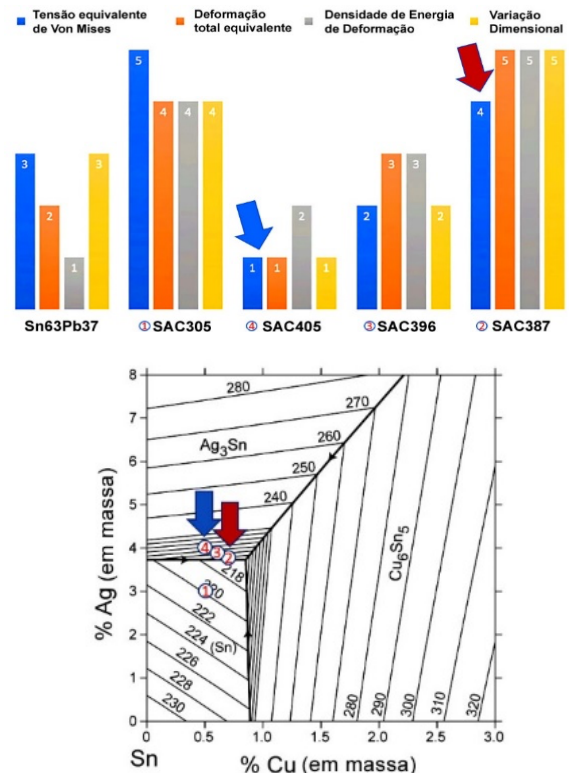 Tensão equivalente de Von Mises
Deformação total equivalente
Densidade de Energia de Deformação
Variação Dimensional
3 2 1 3
5 4 4 4
1 1 2 1
2 3 3 2
4 5 5 5
Sn63Pb37
① SAC305
④ SAC405
③ SAC396
② SAC387
% Ag (em massa)
8
7
6
5
4
3
2
1
0
280
270
260
250
240
Ag₃Sn
Cu₆Sn₅
④ ③ ②
218
①
222
224
(Sn)
226
228
230
280 290 300 310 320
0 0.5 1.0 1.5 2.0 2.5 3.0
Sn
% Cu (em massa)